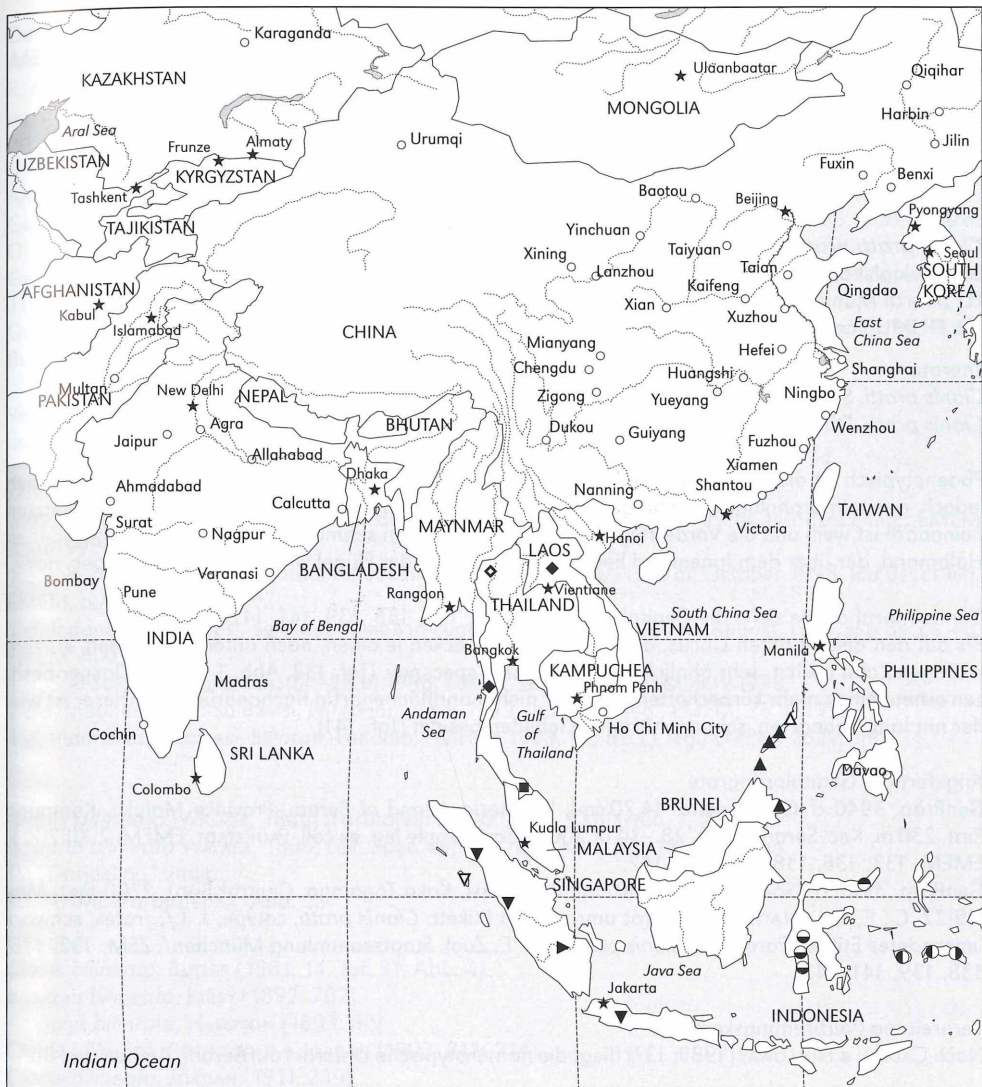 Karaganda
KAZAKHSTAN
Ulaanbaatar
MONGOLIA
Qiqihar
Harbin
Jilin
Aral Sea
Frunze
Almaty
Urumqi
UZBEKISTAN
KYRGYZSTAN
Tashkent
Fuxin
Benxi
Baotou
Beijing
TAJIKISTAN
Pyongyang
Yinchuan
Taiyuan
Seoul
Xining
Lanzhou
Taian
SOUTH
KOREA
AFGHANISTAN
Kabul
Islamabad
Kaifeng
Qingdao
Xian
Xuzhou
East
China Sea
CHINA
Mianyang
Hefei
Chengdu
Huangshi
Shanghai
Multan
PAKISTAN
New Delhi
NEPAL
Zigong
Yueyang
Ningbo
Agra
BHUTAN
Dukou
Guiyang
Wenzhou
Jaipur
Fuzhou
Allahabad
Dhaka
Xiamen
Ahmadabad
Calcutta
Nanning
Shantou
TAIWAN
Surat
MAYNMAR
Victoria
Nagpur
LAOS
Hanoi
Varanasi
BANGLADESH
Bombay
Vientiane
Pune
Rangoon
THAILAND
South China Sea
Philippine Sea
INDIA
Bay of Bengal
VIETNAM
Bangkok
Manila
Madras
KAMPUCHEA
PHILIPPINES
Phnom Penh
Andaman
Sea
Gulf
of
Thailand
Ho Chi Minh City
Cochin
SRI LANKA
Davao
Colombo
BRUNEI
Kuala Lumpur
MALAYSIA
SINGAPORE
Java Sea
Jakarta
INDONESIA
Indian Ocean